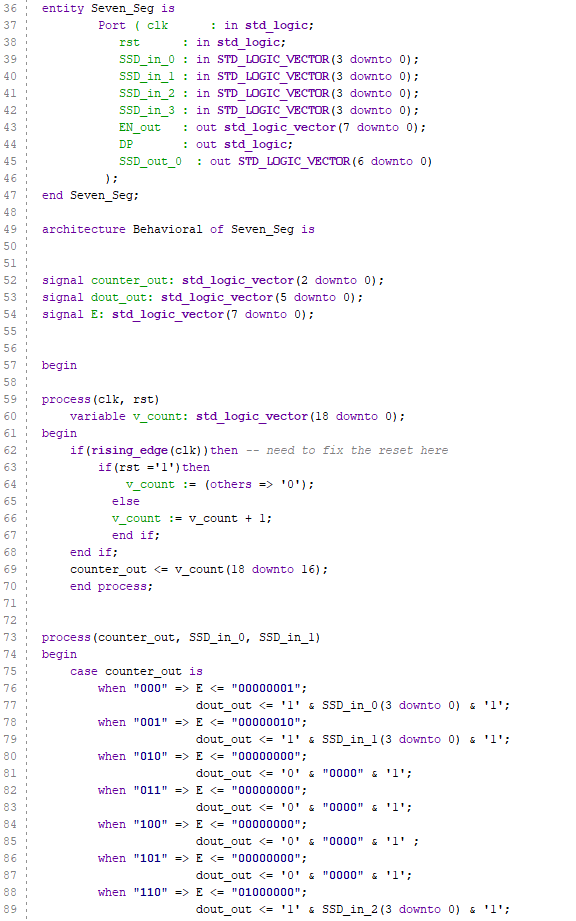 36 entity Seven_Seg is
37 Port ( clk : in std_logic;
38 rst : in std_logic;
39 SSD_in_0 : in STD_LOGIC_VECTOR(3 downto 0);
40 SSD_in_1 : in STD_LOGIC_VECTOR(3 downto 0);
41 SSD_in_2 : in STD_LOGIC_VECTOR(3 downto 0);
42 SSD_in_3 : in STD_LOGIC_VECTOR(3 downto 0);
43 EN_out : out std_logic_vector(7 downto 0);
44 DP : out std_logic;
45 SSD_out_0 : out STD_LOGIC_VECTOR(6 downto 0)
46 );
47 end Seven_Seg;
48
49 architecture Behavioral of Seven_Seg is
50
51
52 signal counter_out: std_logic_vector(2 downto 0);
53 signal dout_out: std_logic_vector(5 downto 0);
54 signal E: std_logic_vector(7 downto 0);
55
56
57 begin
58
59 process(clk, rst)
60 variable v_count: std_logic_vector(18 downto 0);
61 begin
62 if(rising_edge(clk))then -- need to fix the reset here
63 if(rst ='1')then
64 v_count := (others => '0');
65 else
66 v_count := v_count + 1;
67 end if;
68 end if;
69 counter_out <= v_count(18 downto 16);
70 end process;
71
72
73 process(counter_out, SSD_in_0, SSD_in_1)
74 begin
75 case counter_out is
76 when "000" => E <= "00000001";
77 dout_out <= '1' & SSD_in_0(3 downto 0) & '1';
78 when "001" => E <= "00000010";
79 dout_out <= '1' & SSD_in_1(3 downto 0) & '1';
80 when "010" => E <= "00000000";
81 dout_out <= '0' & "0000" & '1';
82 when "011" => E <= "00000000";
83 dout_out <= '0' & "0000" & '1';
84 when "100" => E <= "00000000";
85 dout_out <= '0' & "0000" & '1' ;
86 when "101" => E <= "00000000";
87 dout_out <= '0' & "0000" & '1';
88 when "110" => E <= "01000000";
89 dout_out <= '1' & SSD_in_2(3 downto 0) & '1';